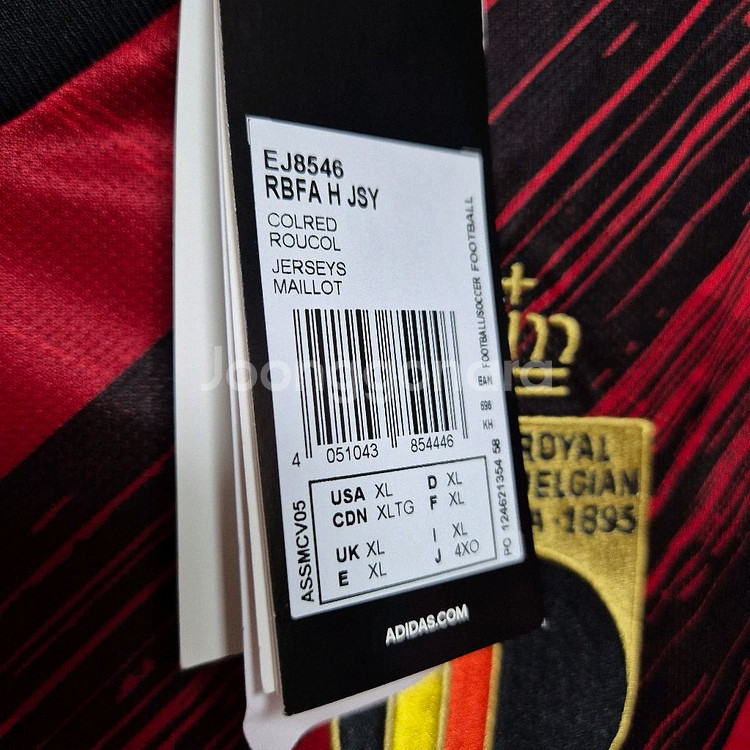 EJ8546
RBFA H JSY
COLRED
ROUCOL
JERSEYS
MAILLOT
FOOTBALL/SOCCER FOOTBALL
EAN
696
KH
4 051043 854446
PO 124621354 58
ASSMCV05
USA XL
CDN XLTG
UK XL
E XL
D XL
F XL
I XL
J 4XO
ADIDAS.COM
ROYAL
BELGIAN
1895
Joonggonara